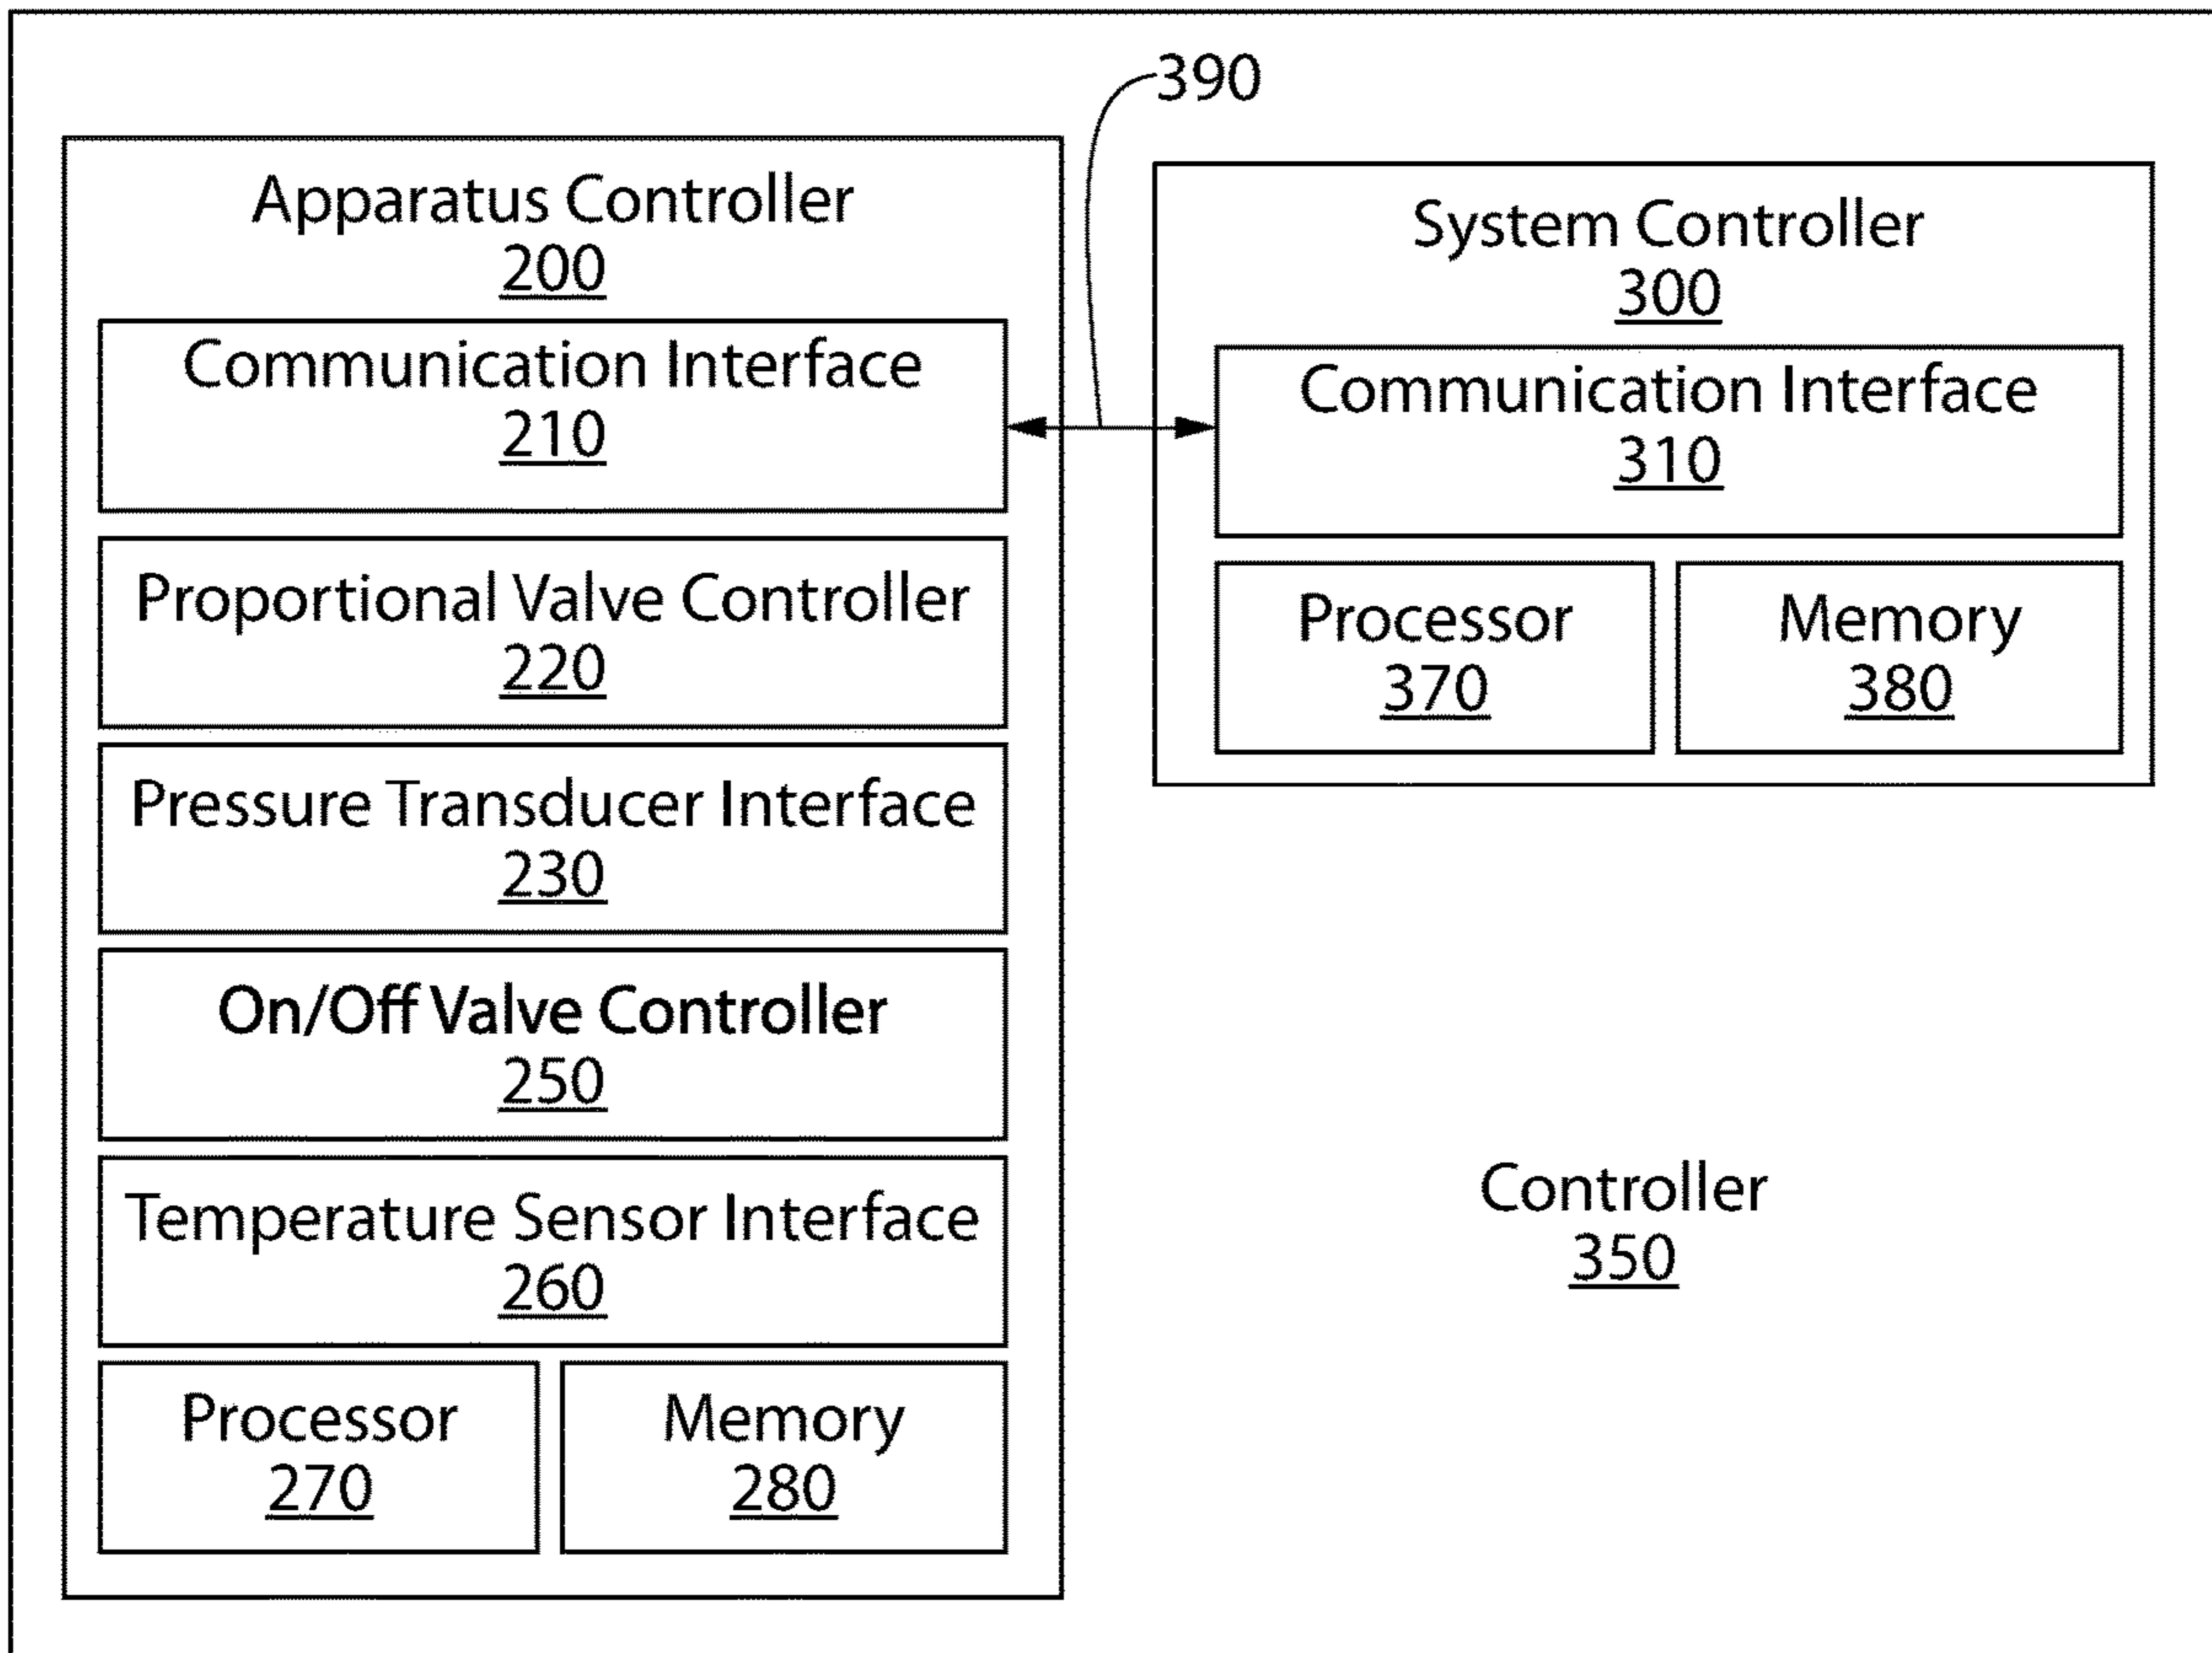 390
Apparatus Controller
200
Communication Interface
210
Proportional Valve Controller
220
Pressure Transducer Interface
230
On/Off Valve Controller
250
Temperature Sensor Interface
260
Processor
270
Memory
280
System Controller
300
Communication Interface
310
Processor
370
Memory
380
Controller
350